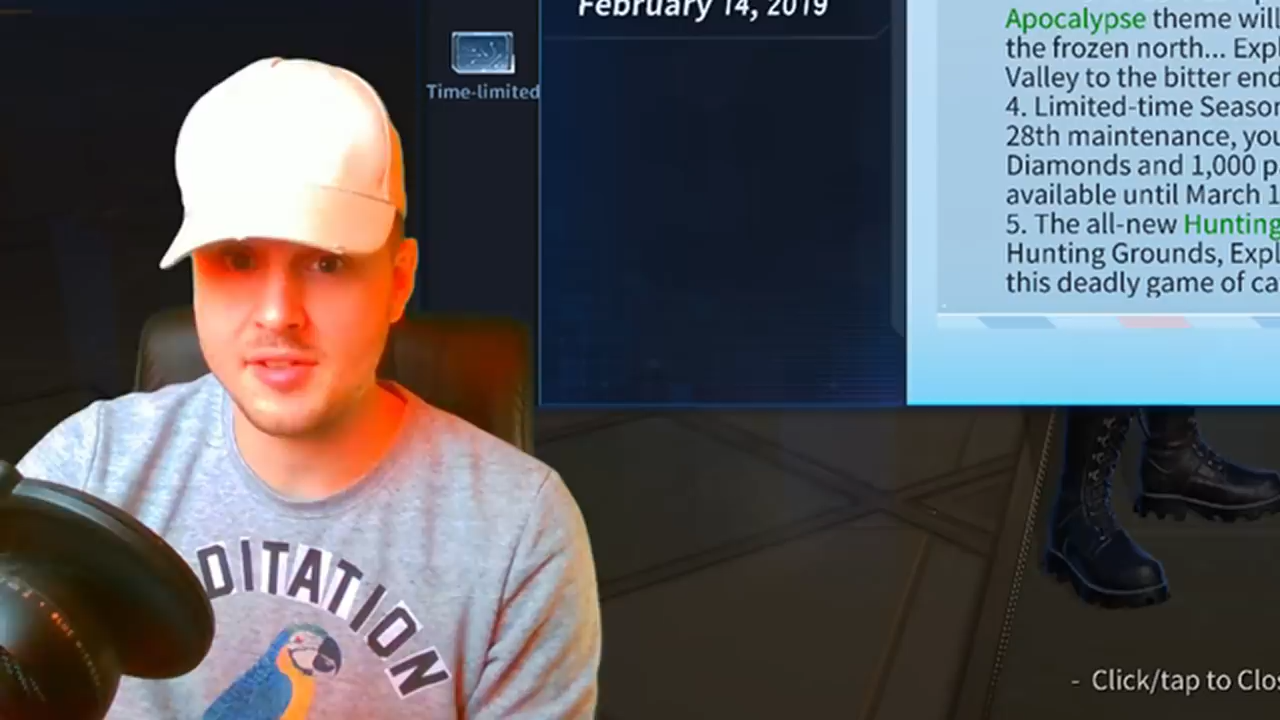 February 14, 2019
Time-limited
Apocalypse theme will
the frozen north... Expl
Valley to the bitter end
4. Limited-time Season
28th maintenance, you
Diamonds and 1,000 p
available until March 1
5. The all-new Hunting
Hunting Grounds, Expl
this deadly game of ca
DITATION
- Click/tap to Clos